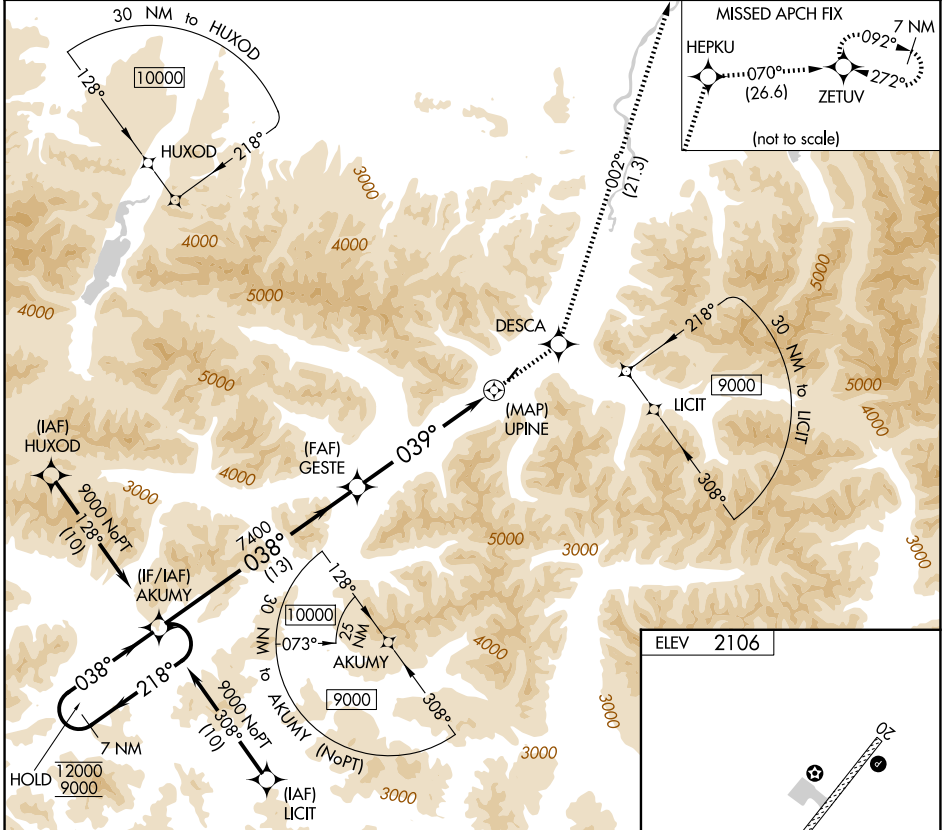 30 NM to HUXOD
10000
128°
218°
HUXOD
MISSED APCH FIX
HEPKU
070°
(26.6)
092°
7 NM
272°
ZETUV
(not to scale)
002°
(21.3)
3000
4000
4000
5000
4000
5000
5000
DESCA
218°
30 NM to LICIT
9000
LICIT
308°
5000
4000
(MAP)
UPINE
039°
(FAF)
GESTE
(IAF)
HUXOD
4000
3000
9000 NoPT
128°
(10)
7400
038°
(13)
5000
3000
3000
(IF/IAF)
AKUMY
128°
10000
25
NM
073°
AKUMY
9000
308°
30 NM to AKUMY (NoPT)
4000
038°
218°
9000 NoPT
308°
(10)
7 NM
HOLD
12000
9000
(IAF)
LICIT
3000
3000
3000
ELEV 2106
20
P